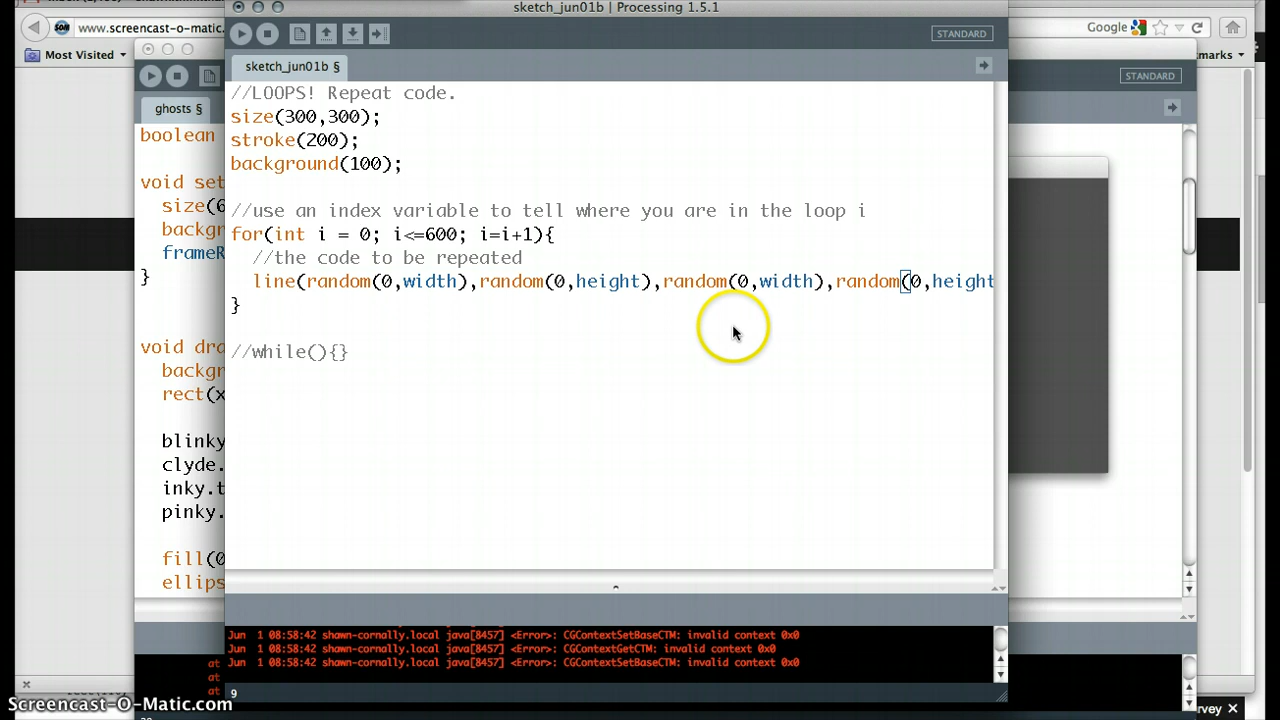 sketch_jun01b | Processing 1.5.1
www.screencast-o-matic.
Google
Most Visited
STANDARD
STANDARD
sketch_jun01b §
ghosts §
//LOOPS! Repeat code.
size(300,300);
stroke(200);
background(100);
//use an index variable to tell where you are in the loop i
for(int i = 0; i<=600; i=i+1){
//the code to be repeated
line(random(0,width),random(0,height),random(0,width),random(0,height
}
//while(){}
boolean
void set
size(6
backgr
frameR
}
void dra
backgr
rect(x
blinky
clyde.
inky.t
pinky.
fill(0
ellips
Jun 1 08:58:42 shawn-cornally.local java[8457] <Error>: CGContextSetBaseCTM: invalid context 0x0
Jun 1 08:58:42 shawn-cornally.local java[8457] <Error>: CGContextGetCTM: invalid context 0x0
Jun 1 08:58:42 shawn-cornally.local java[8457] <Error>: CGContextSetBaseCTM: invalid context 0x0
9
at
at
at
Screencast-O-Matic.com